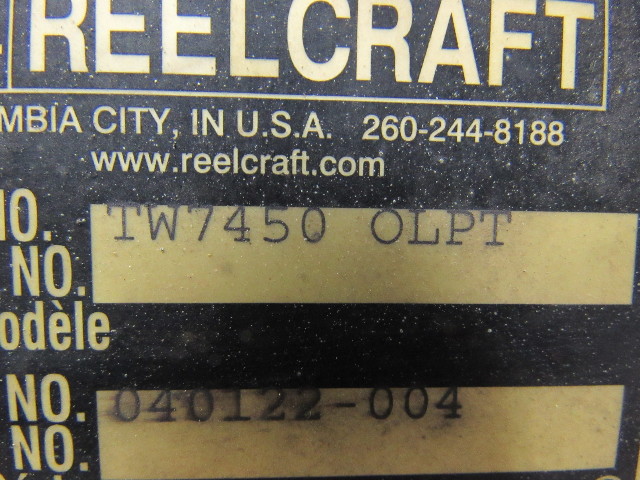 REELCRAFT
MBIA CITY, IN U.S.A. 260-244-8188
www.reelcraft.com
NO.
TW7450 OLPT
NO.
odèle
NO.
040122-004
NO.